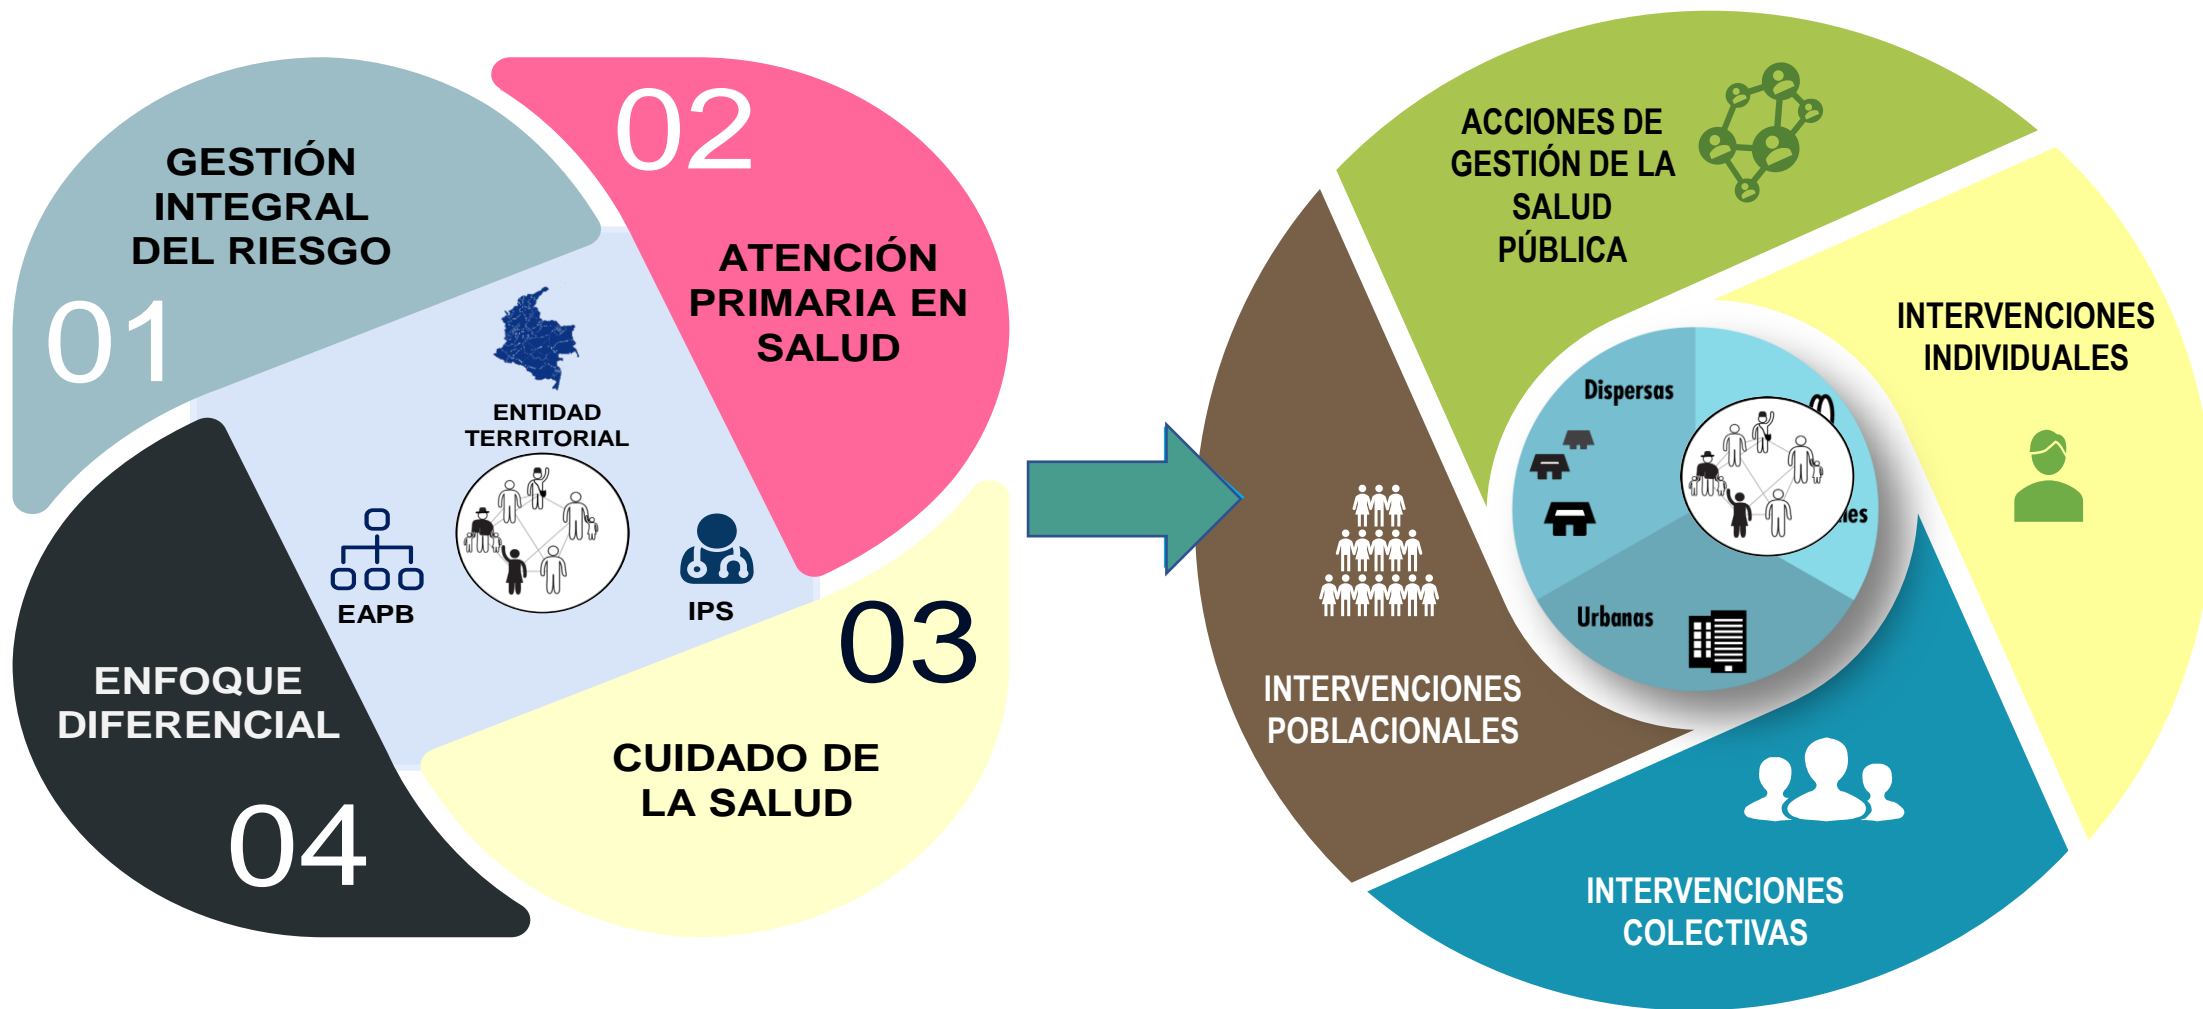 01
GESTIÓN
INTEGRAL
DEL RIESGO
02
ATENCIÓN
PRIMARIA EN
SALUD
03
CUIDADO DE
LA SALUD
04
ENFOQUE
DIFERENCIAL
ENTIDAD
TERRITORIAL
EAPB
IPS
ACCIONES DE
GESTIÓN DE LA
SALUD
PÚBLICA
INTERVENCIONES
INDIVIDUALES
INTERVENCIONES
COLECTIVAS
INTERVENCIONES
POBLACIONALES
Dispersas
Urbanas